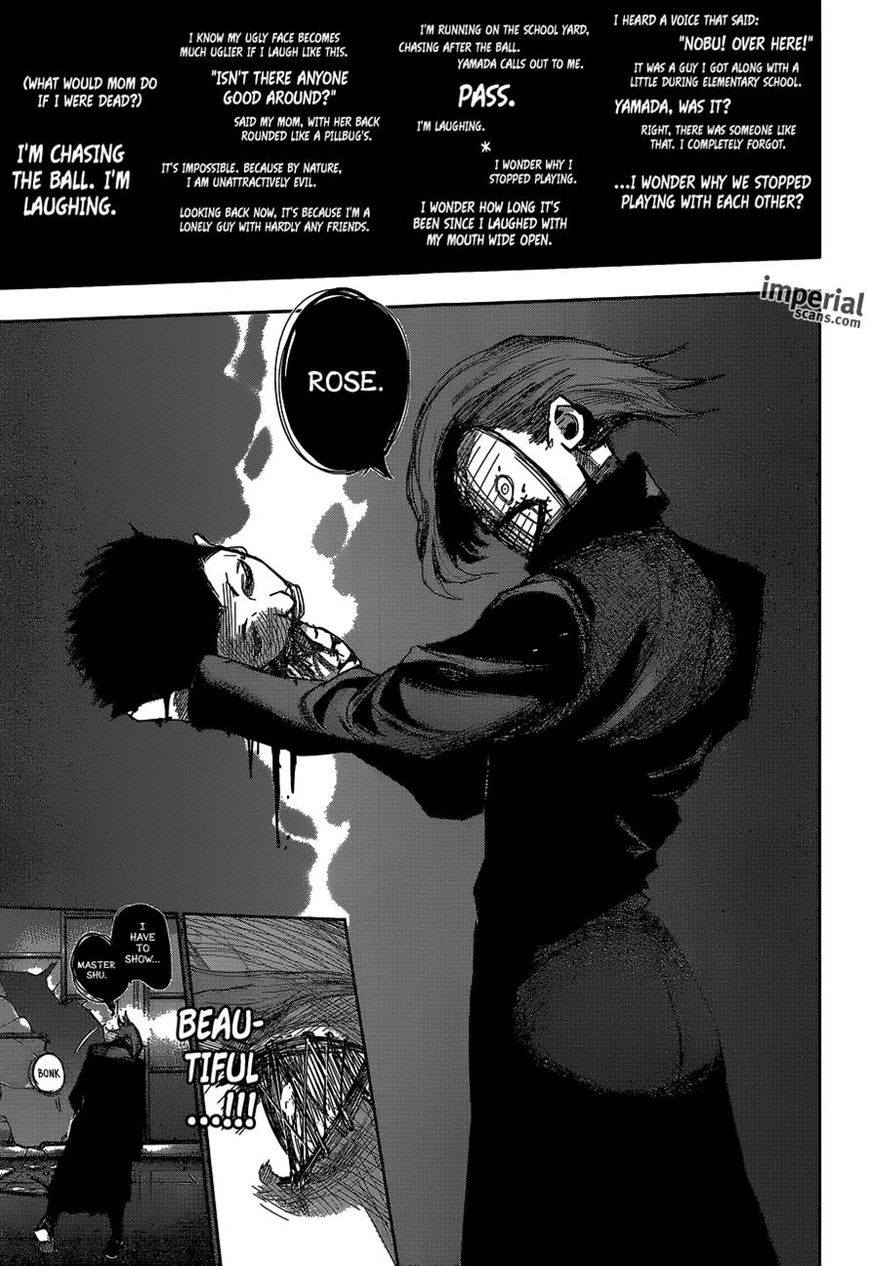 I HEARD A VOICE THAT SAID:
"NOBU! OVER HERE!"
IT WAS A GUY I GOT ALONG WITH A
LITTLE DURING ELEMENTARY SCHOOL.
YAMADA, WAS IT?
RIGHT, THERE WAS SOMEONE LIKE
THAT. I COMPLETELY FORGOT.
...I WONDER WHY WE STOPPED
PLAYING WITH EACH OTHER?
I'M RUNNING ON THE SCHOOL YARD,
CHASING AFTER THE BALL.
YAMADA CALLS OUT TO ME.
PASS.
I'M LAUGHING.
*
I WONDER WHY I
STOPPED PLAYING.
I WONDER HOW LONG IT'S
BEEN SINCE I LAUGHED WITH
MY MOUTH WIDE OPEN.
I KNOW MY UGLY FACE BECOMES
MUCH UGLIER IF I LAUGH LIKE THIS.
"ISN'T THERE ANYONE
GOOD AROUND?"
SAID MY MOM, WITH HER BACK
ROUNDED LIKE A PILLBUG'S.
IT'S IMPOSSIBLE. BECAUSE BY NATURE,
I AM UNATTRACTIVELY EVIL.
LOOKING BACK NOW, IT'S BECAUSE I'M A
LONELY GUY WITH HARDLY ANY FRIENDS.
(WHAT WOULD MOM DO
IF I WERE DEAD?)
I'M CHASING
THE BALL. I'M
LAUGHING.
imperial
scans.com
ROSE.
BEAU-
TIFUL
...!!!
I
HAVE
TO
SHOW...
MASTER
SHU.
BONK